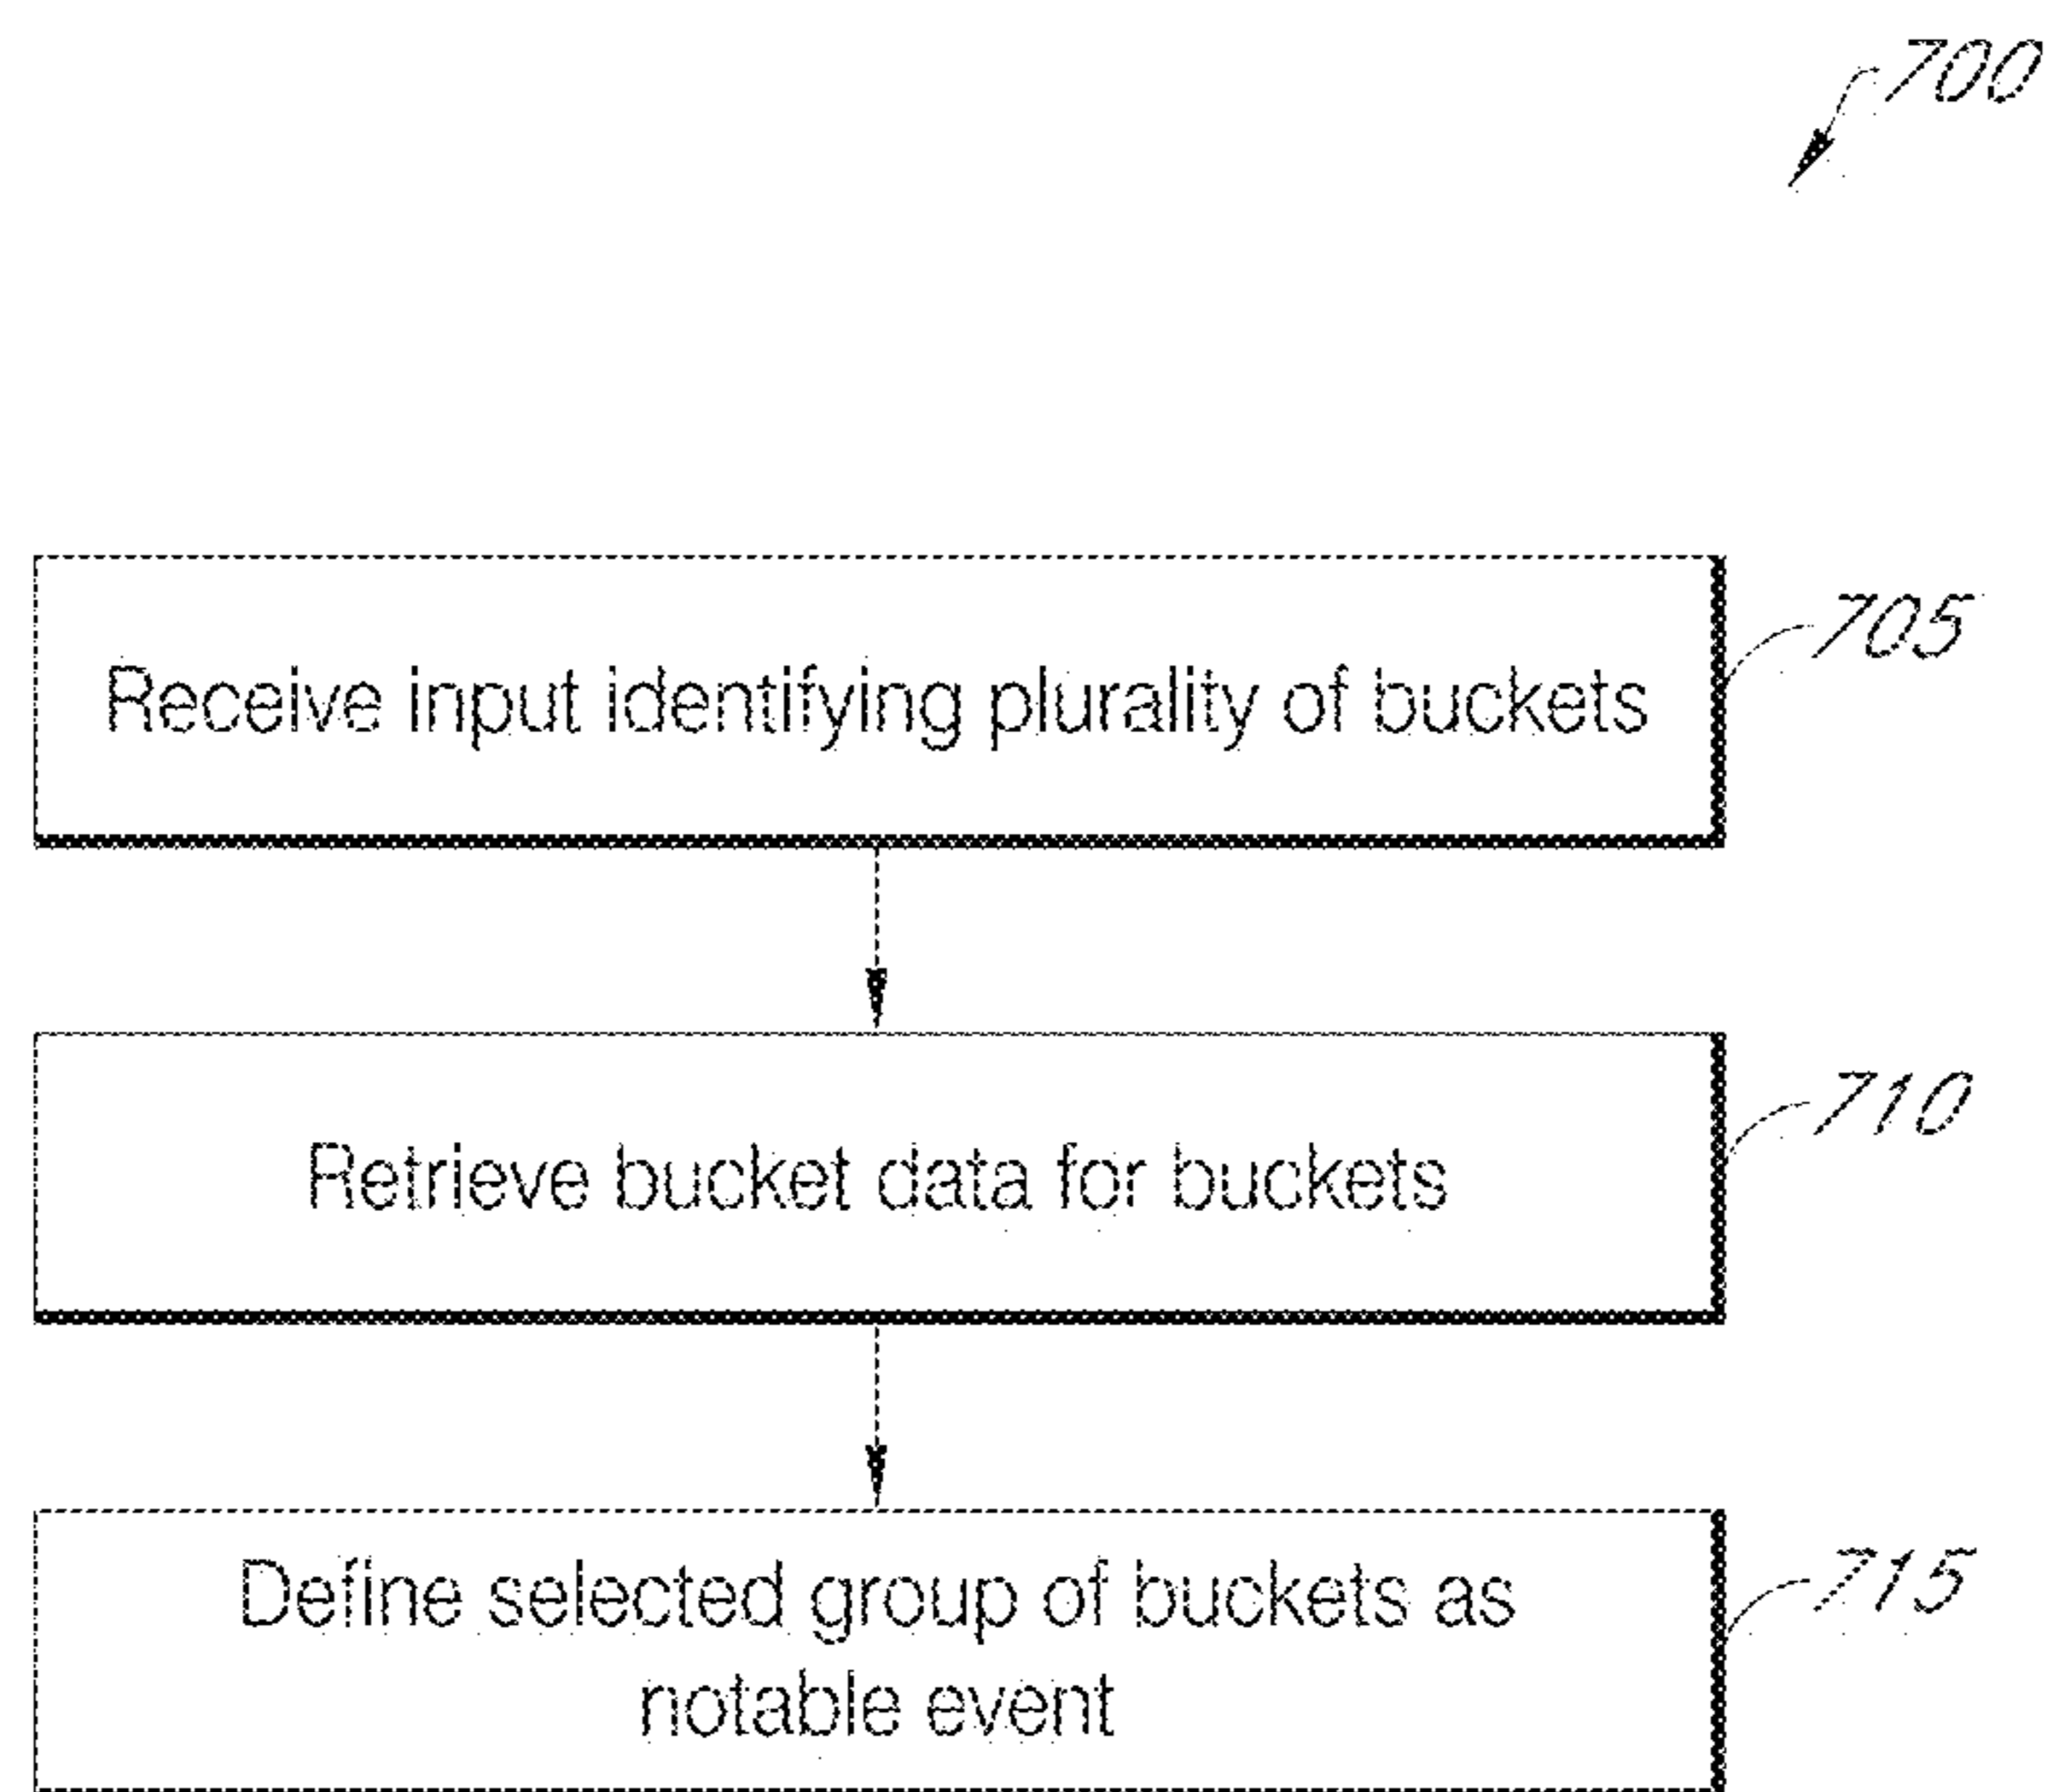 700
Receive input identifying plurality of buckets
705
Retrieve bucket data for buckets
710
Define selected group of buckets as
notable event
715